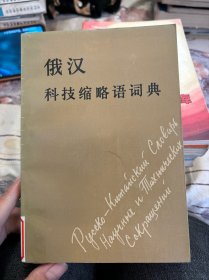 俄汉
科技缩略语词典
Русско-Китайский Словарь
Научных и Технических
Сокращений